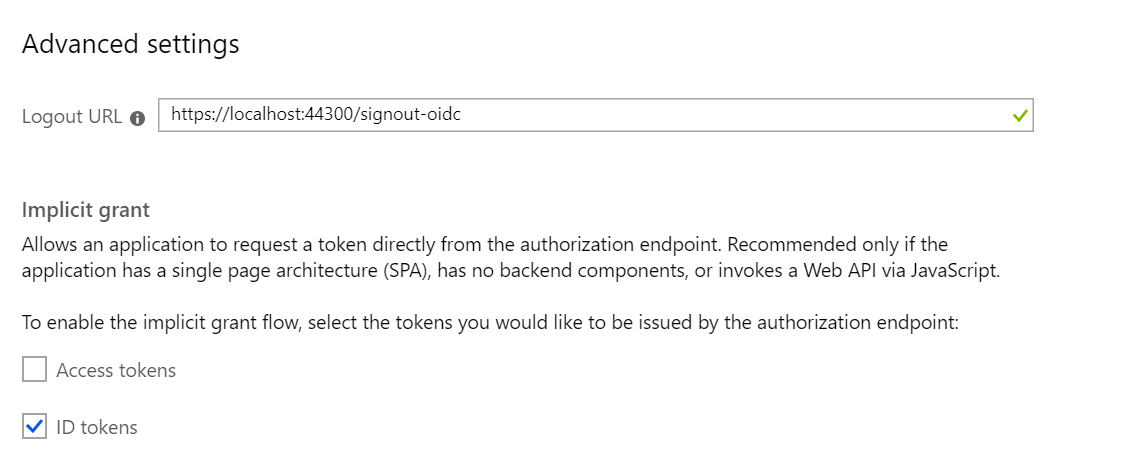 Advanced settings
Logout URL https://localhost:44300/signout-oidc
Implicit grant
Allows an application to request a token directly from the authorization endpoint. Recommended only if the
application has a single page architecture (SPA), has no backend components, or invokes a Web API via JavaScript.
To enable the implicit grant flow, select the tokens you would like to be issued by the authorization endpoint:
Access tokens
ID tokens